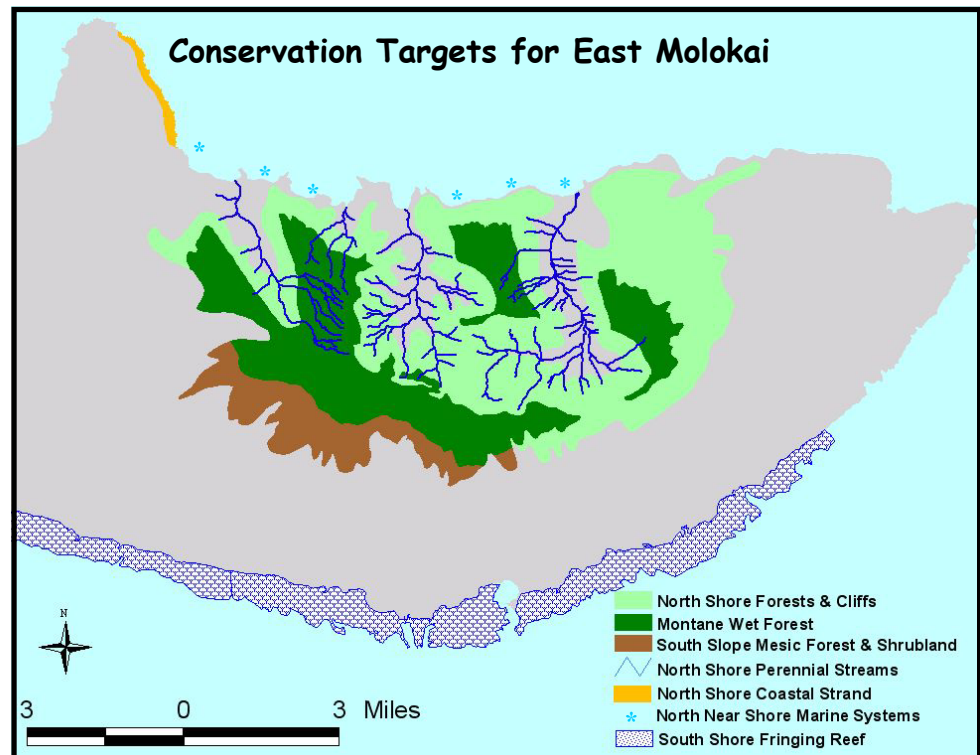 Conservation Targets for East Molokai
North Shore Forests & Cliffs
Montane Wet Forest
South Slope Mesic Forest & Shrubland
North Shore Perennial Streams
North Shore Coastal Strand
North Near Shore Marine Systems
South Shore Fringing Reef
N
3 0 3 Miles